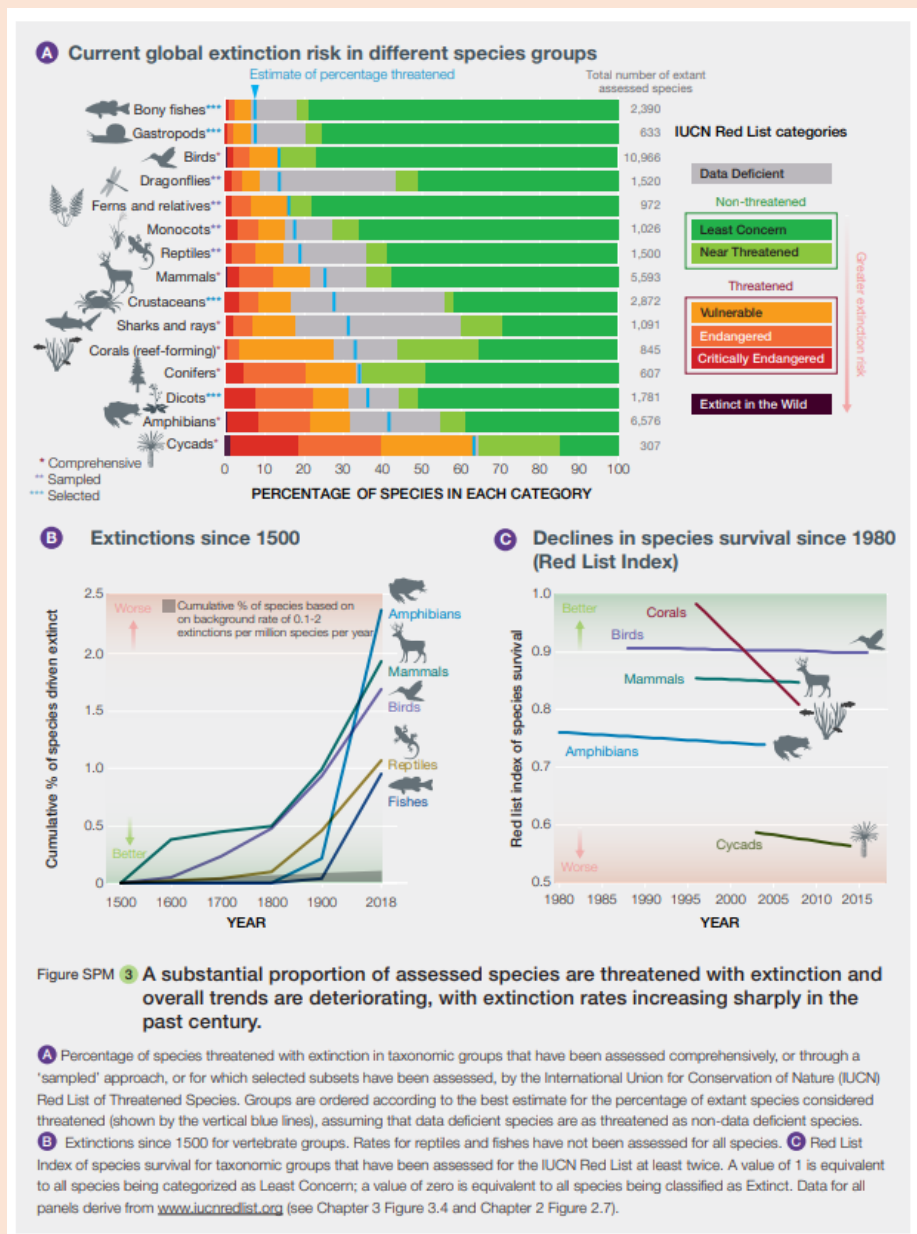 A Current global extinction risk in different species groups
Estimate of percentage threatened
Total number of extant
assessed species
Bony fishes*** 2,390
Gastropods*** 633
Birds* 10,966
Dragonflies** 1,520
Ferns and relatives** 972
Monocots** 1,026
Reptiles** 1,500
Mammals* 5,593
Crustaceans*** 2,872
Sharks and rays* 1,091
Corals (reef-forming)* 845
Conifers* 607
Dicots*** 1,781
Amphibians* 6,576
Cycads* 307
0 10 20 30 40 50 60 70 80 90 100
PERCENTAGE OF SPECIES IN EACH CATEGORY
* Comprehensive
** Sampled
*** Selected
IUCN Red List categories
Data Deficient
Non-threatened
Least Concern
Near Threatened
Threatened
Vulnerable
Endangered
Critically Endangered
Extinct in the Wild
Greater extinction risk
B Extinctions since 1500
2.5
2.0
1.5
1.0
0.5
0
Cumulative % of species driven extinct
Worse
Better
Cumulative % of species based on
on background rate of 0.1-2
extinctions per million species per year
Amphibians
Mammals
Birds
Reptiles
Fishes
1500 1600 1700 1800 1900 2018
YEAR
C Declines in species survival since 1980
(Red List Index)
1.0
0.9
0.8
0.7
0.6
0.5
Red list index of species survival
Better
Worse
Corals
Birds
Mammals
Amphibians
Cycads
1980 1985 1990 1995 2000 2005 2010 2015
YEAR
Figure SPM 3 A substantial proportion of assessed species are threatened with extinction and
overall trends are deteriorating, with extinction rates increasing sharply in the
past century.
A Percentage of species threatened with extinction in taxonomic groups that have been assessed comprehensively, or through a
‘sampled’ approach, or for which selected subsets have been assessed, by the International Union for Conservation of Nature (IUCN)
Red List of Threatened Species. Groups are ordered according to the best estimate for the percentage of extant species considered
threatened (shown by the vertical blue lines), assuming that data deficient species are as threatened as non-data deficient species.
B Extinctions since 1500 for vertebrate groups. Rates for reptiles and fishes have not been assessed for all species. C Red List
Index of species survival for taxonomic groups that have been assessed for the IUCN Red List at least twice. A value of 1 is equivalent
to all species being categorized as Least Concern; a value of zero is equivalent to all species being classified as Extinct. Data for all
panels derive from www.iucnredlist.org (see Chapter 3 Figure 3.4 and Chapter 2 Figure 2.7).